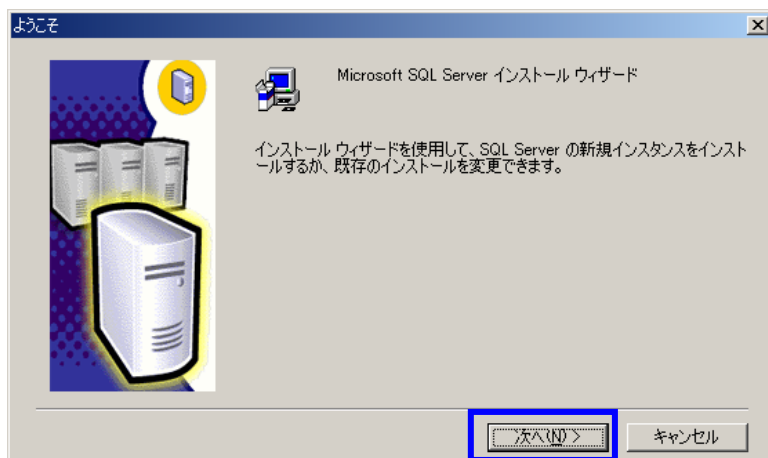 ようこそ
Microsoft SQL Server インストール ウィザード
インストール ウィザードを使用して、SQL Server の新規インスタンスをインスト
ールするか、既存のインストールを変更できます。
次へ(N) >
キャンセル